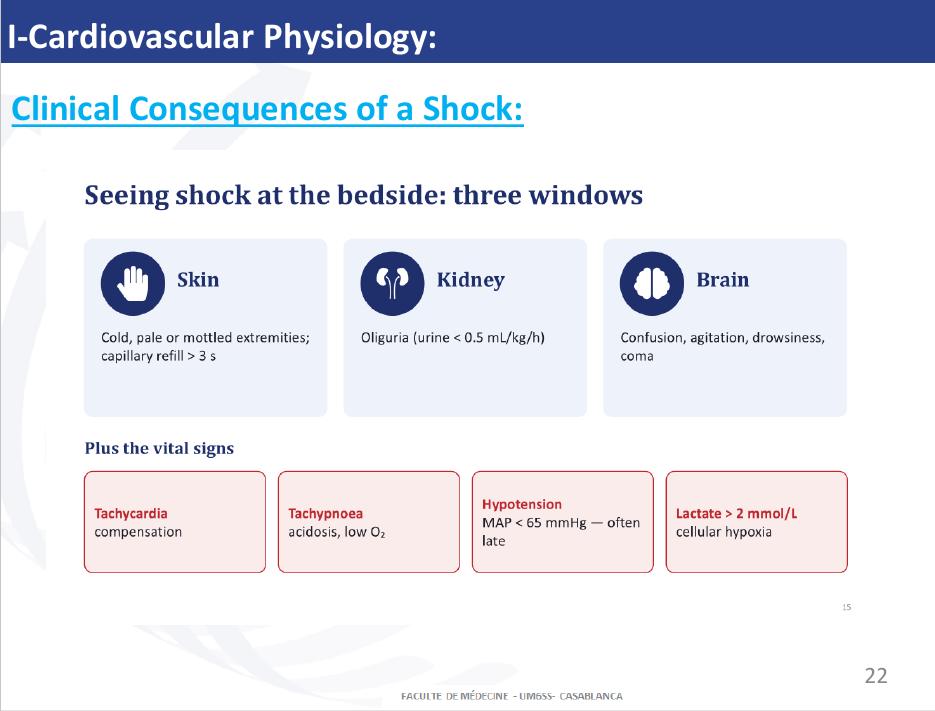 I-Cardiovascular Physiology:
Clinical Consequences of a Shock:
Seeing shock at the bedside: three windows
Skin
Cold, pale or mottled extremities;
capillary refill > 3 s
Kidney
Oliguria (urine < 0.5 mL/kg/h)
Brain
Confusion, agitation, drowsiness,
coma
Plus the vital signs
Tachycardia
compensation
Tachypnoea
acidosis, low O₂
Hypotension
MAP < 65 mmHg — often
late
Lactate > 2 mmol/L
cellular hypoxia
15
22
FACULTE DE MÉDECINE - UM6SS- CASABLANCA